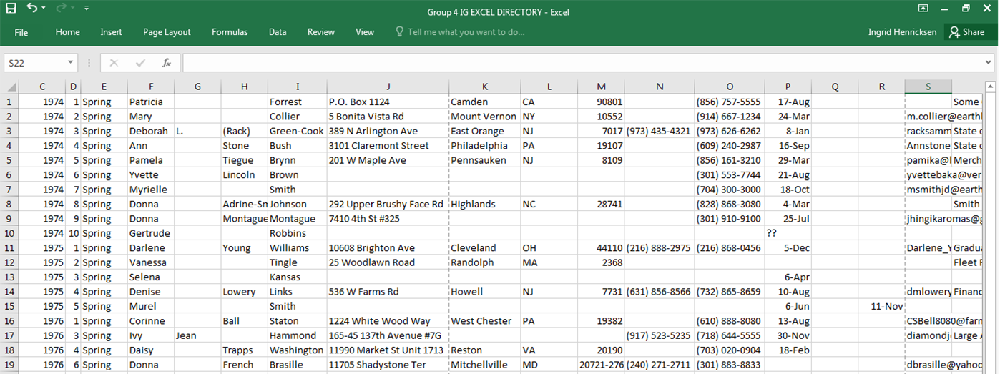 Group 4 IG EXCEL DIRECTORY - Excel
File Home Insert Page Layout Formulas Data Review View Tell me what you want to do... Ingrid Henricksen Share
S22 fx
C D E F G H I J K L M N O P Q R S
1 1974 1 Spring Patricia Forrest P.O. Box 1124 Camden CA 90801 (856) 757-5555 17-Aug Some
2 1974 2 Spring Mary Collier 5 Bonita Vista Rd Mount Vernon NY 10552 (914) 667-1234 24-Mar m.collier@earthl
3 1974 3 Spring Deborah L. (Rack) Green-Cook 389 N Arlington Ave East Orange NJ 7017 (973) 435-4321 (973) 626-6262 8-Jan racksamm State o
4 1974 4 Spring Ann Stone Bush 3101 Claremont Street Philadelphia PA 19107 (609) 240-2987 16-Sep Annstone State o
5 1974 5 Spring Pamela Tiegue Brynn 201 W Maple Ave Pennsauken NJ 8109 (856) 161-3210 29-Mar pamika@l Merch
6 1974 6 Spring Yvette Lincoln Brown (301) 553-7744 21-Aug yvettebaka@ver
7 1974 7 Spring Myrielle Smith (704) 300-3000 18-Oct msmithjd@earth
8 1974 8 Spring Donna Adrine-Sm Johnson 292 Upper Brushy Face Rd Highlands NC 28741 (828) 868-3080 4-Mar Smith
9 1974 9 Spring Donna Montague Montague 7410 4th St #325 (301) 910-9100 25-Jul jhingikaromas@g
10 1974 10 Spring Gertrude Robbins ??
11 1975 1 Spring Darlene Young Williams 10608 Brighton Ave Cleveland OH 44110 (216) 888-2975 (216) 868-0456 5-Dec Darlene_Y Gradua
12 1975 2 Spring Vanessa Tingle 25 Woodlawn Road Randolph MA 2368 Fleet F
13 1975 3 Spring Selena Kansas 6-Apr
14 1975 4 Spring Denise Lowery Links 536 W Farms Rd Howell NJ 7731 (631) 856-8566 (732) 865-8659 10-Aug dmlowery Financ
15 1975 5 Spring Murel Smith 6-Jun 11-Nov
16 1976 1 Spring Corinne Ball Staton 1224 White Wood Way West Chester PA 19382 (610) 888-8080 13-Aug CSBell8080@farn
17 1976 3 Spring Ivy Jean Hammond 165-45 137th Avenue #7G (917) 523-5235 (718) 644-5555 30-Nov diamondj Large A
18 1976 4 Spring Daisy Trapps Washington 11990 Market St Unit 1713 Reston VA 20190 (703) 020-0904 18-Feb
19 1976 6 Spring Donna French Brasille 11705 Shadystone Ter Mitchellville MD 20721-276 (240) 271-2711 (301) 883-8833 dbrasille@yahoo